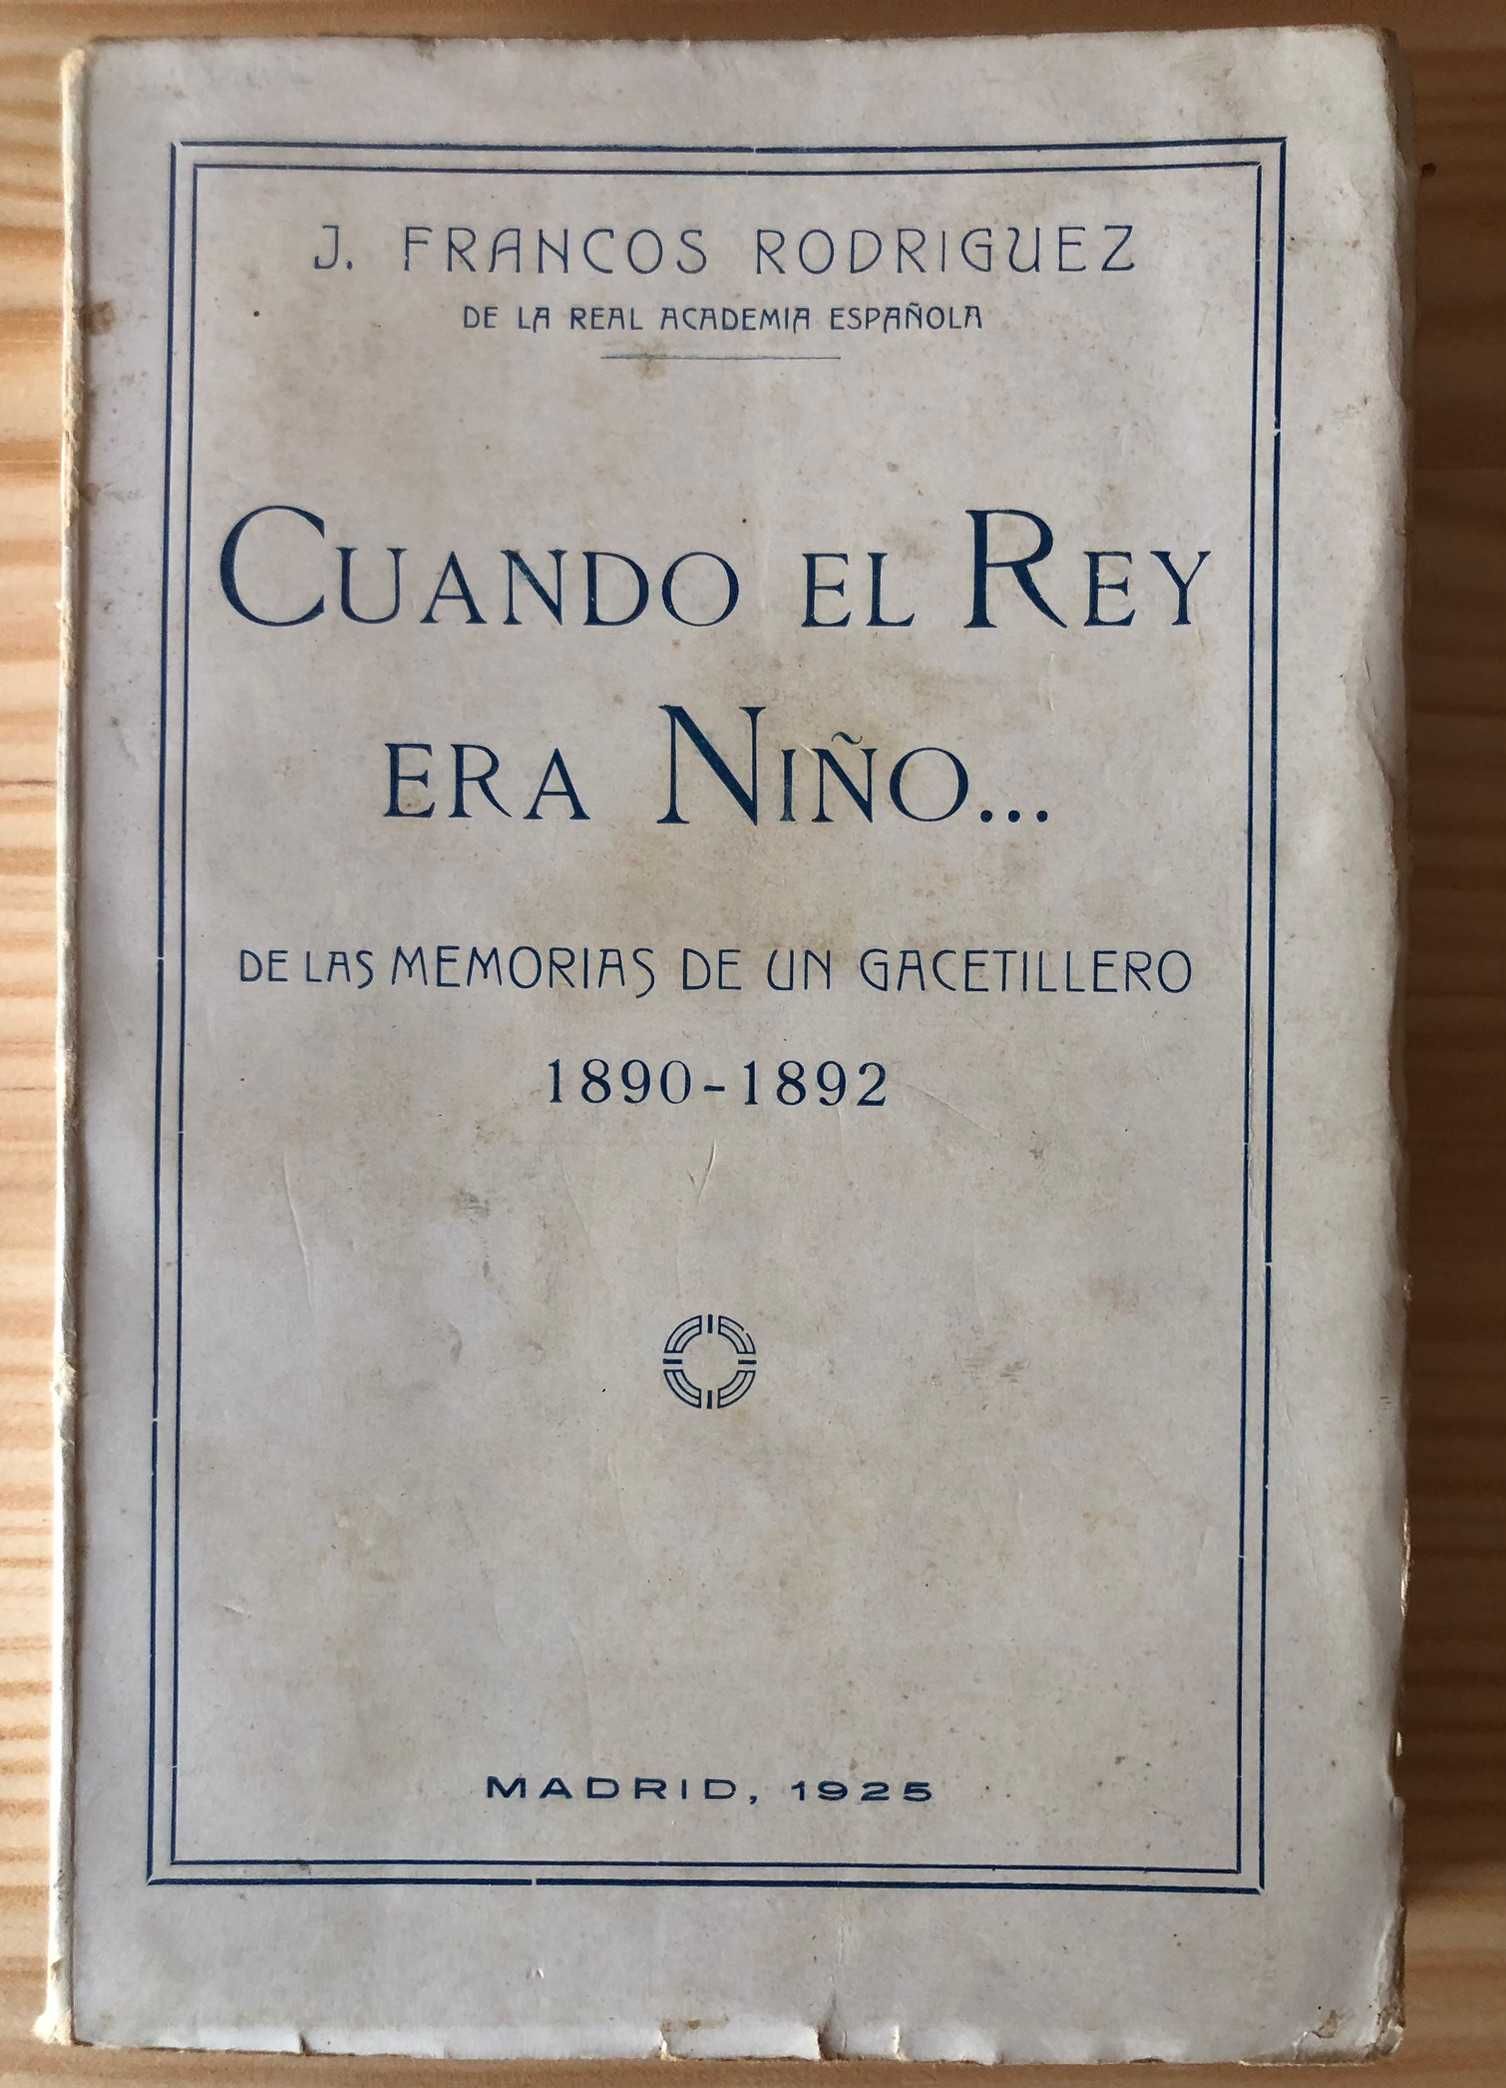 J. FRANCOS RODRIGUEZ
DE LA REAL ACADEMIA ESPAÑOLA
CUANDO EL REY
ERA NIÑO...
DE LAS MEMORIAS DE UN GACETILLERO
1890-1892
MADRID, 1925